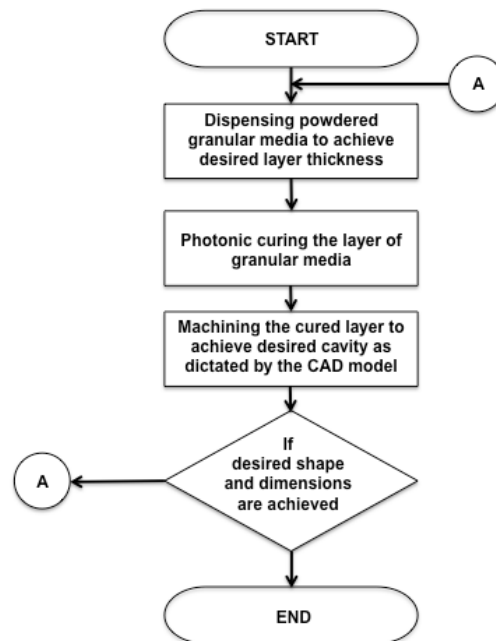 START
A
Dispensing powdered
granular media to achieve
desired layer thickness
Photonic curing the layer of
granular media
Machining the cured layer to
achieve desired cavity as
dictated by the CAD model
If
desired shape
and dimensions
are achieved
A
END